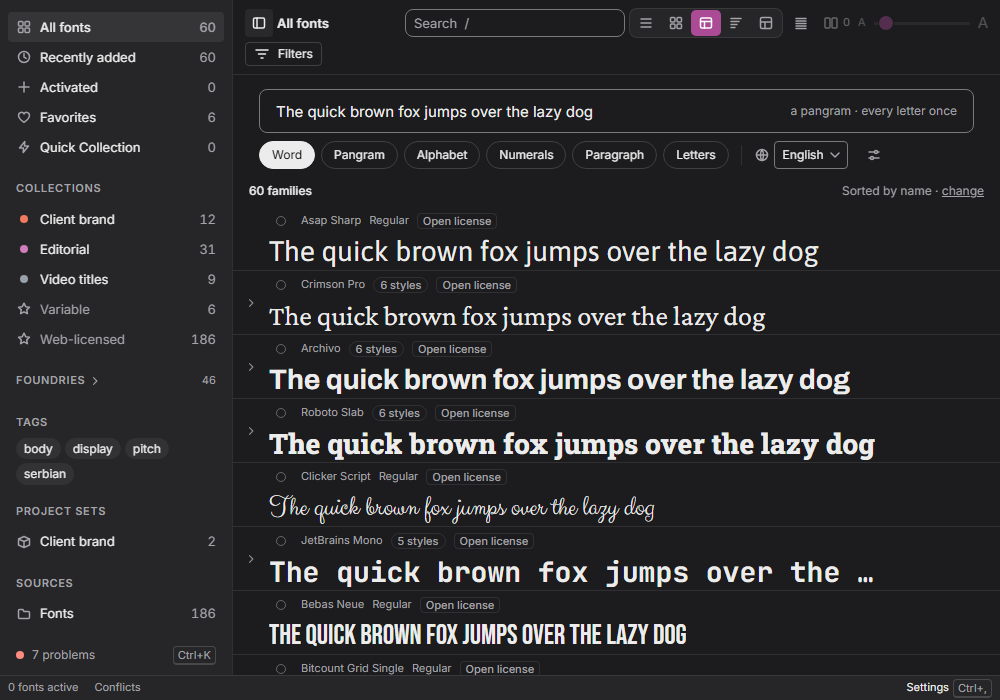 All fonts 60
Recently added 60
Activated 0
Favorites 6
Quick Collection 0
COLLECTIONS
Client brand 12
Editorial 31
Video titles 9
Variable 6
Web-licensed 186
FOUNDRIES 46
TAGS
body display pitch
serbian
PROJECT SETS
Client brand 2
SOURCES
Fonts 186
7 problems Ctrl+K
All fonts Search / 0 A A
Filters
The quick brown fox jumps over the lazy dog a pangram · every letter once
Word Pangram Alphabet Numerals Paragraph Letters English
60 families Sorted by name · change
Asap Sharp Regular Open license
The quick brown fox jumps over the lazy dog
Crimson Pro 6 styles Open license
The quick brown fox jumps over the lazy dog
Archivo 6 styles Open license
The quick brown fox jumps over the lazy dog
Roboto Slab 6 styles Open license
The quick brown fox jumps over the lazy dog
Clicker Script Regular Open license
The quick brown fox jumps over the lazy dog
JetBrains Mono 5 styles Open license
The quick brown fox jumps over the …
Bebas Neue Regular Open license
THE QUICK BROWN FOX JUMPS OVER THE LAZY DOG
Bitcount Grid Single Regular Open license
0 fonts active Conflicts Settings Ctrl+,